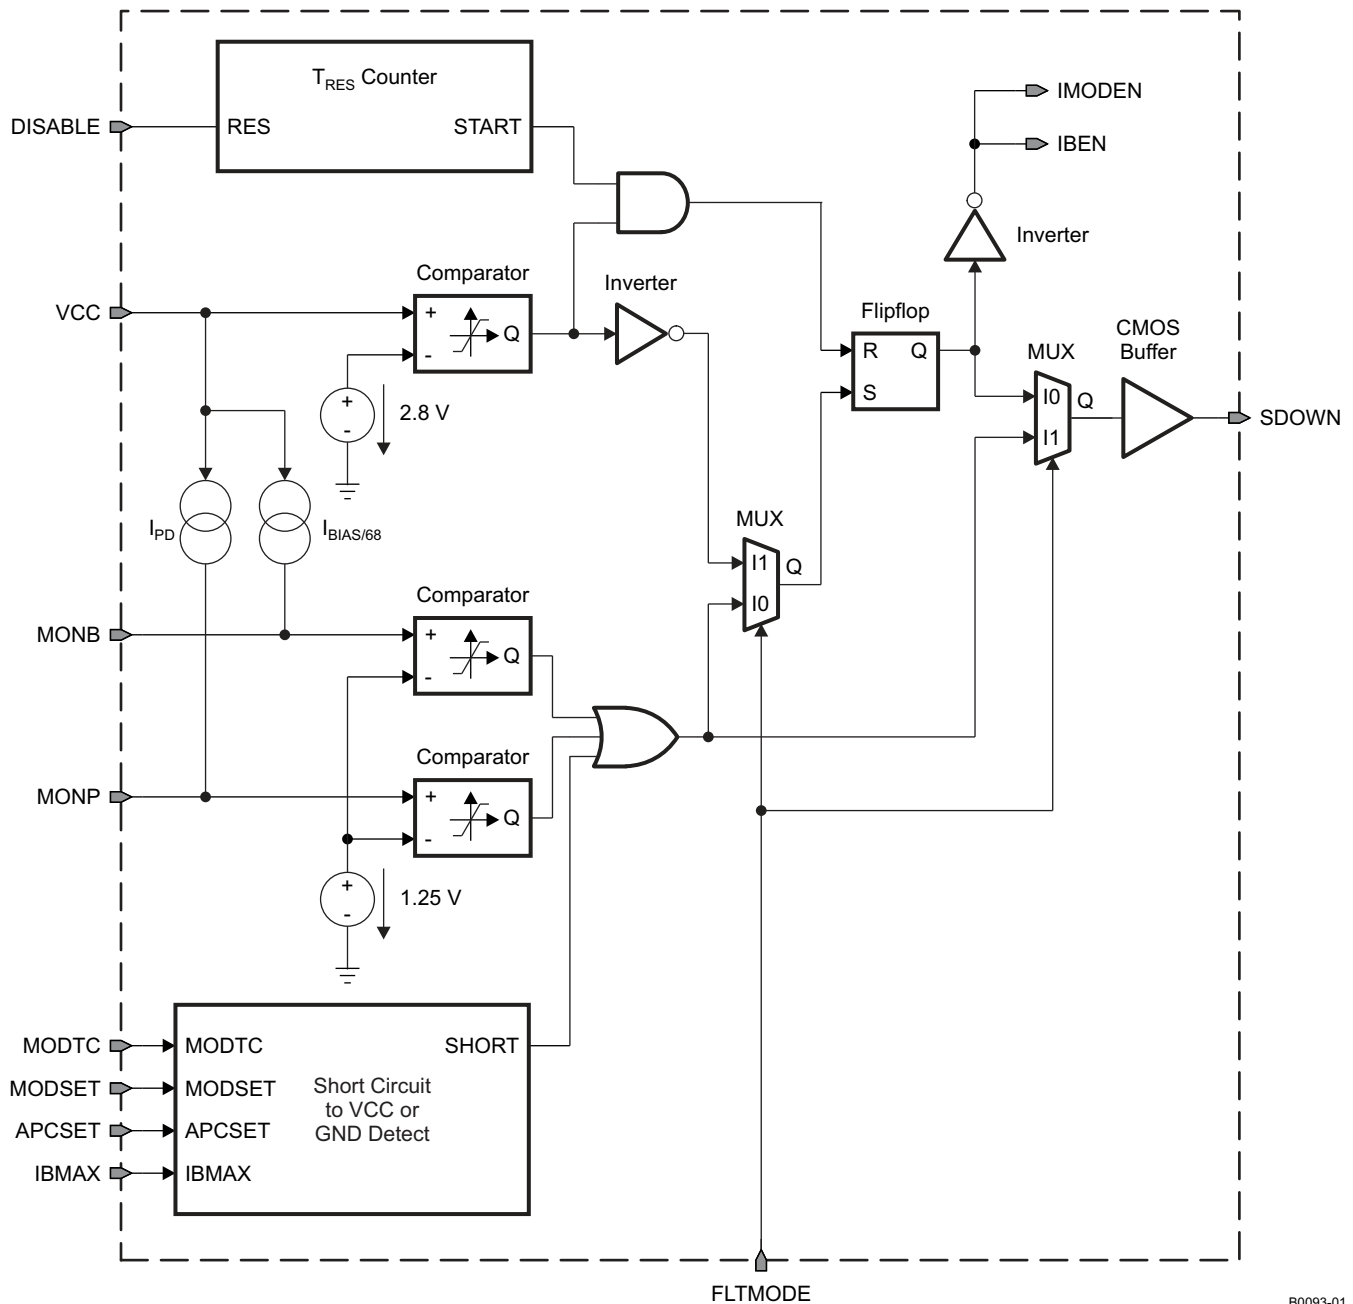 T_RES Counter
IMODEN
DISABLE
RES
START
IBEN
Inverter
Comparator
Inverter
VCC
+
Q
-
Flipflop
CMOS
Buffer
MUX
R
Q
S
I0
Q
I1
SDOWN
+
-
2.8 V
I_PD
I_BIAS/68
MUX
I1
Q
I0
Comparator
MONB
+
Q
-
Comparator
MONP
+
Q
-
+
-
1.25 V
MODTC
MODTC
SHORT
MODSET
MODSET
Short Circuit
to VCC or
GND Detect
APCSET
APCSET
IBMAX
IBMAX
FLTMODE
B0093-01